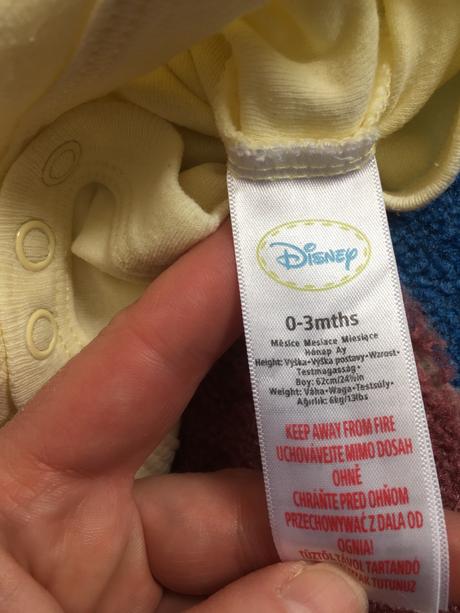 Disney
0-3mths
Měsíce Mesiace Miesiące
Hónap Ay
Height: Výška•Výška postavy•Wzrost•
Testmagasság•
Boy: 62cm/24½in
Weight: Váha•Waga•Testsúly•
Ağırlık: 6kg/13lbs
KEEP AWAY FROM FIRE
UCHOVÁVEJTE MIMO DOSAH
OHNĚ
CHRÁŇTE PRED OHŇOM
PRZECHOWYWAĆ Z DALA OD
OGNIA!
TŰZTŐL TÁVOL TARTANDÓ
TUTUNUZ